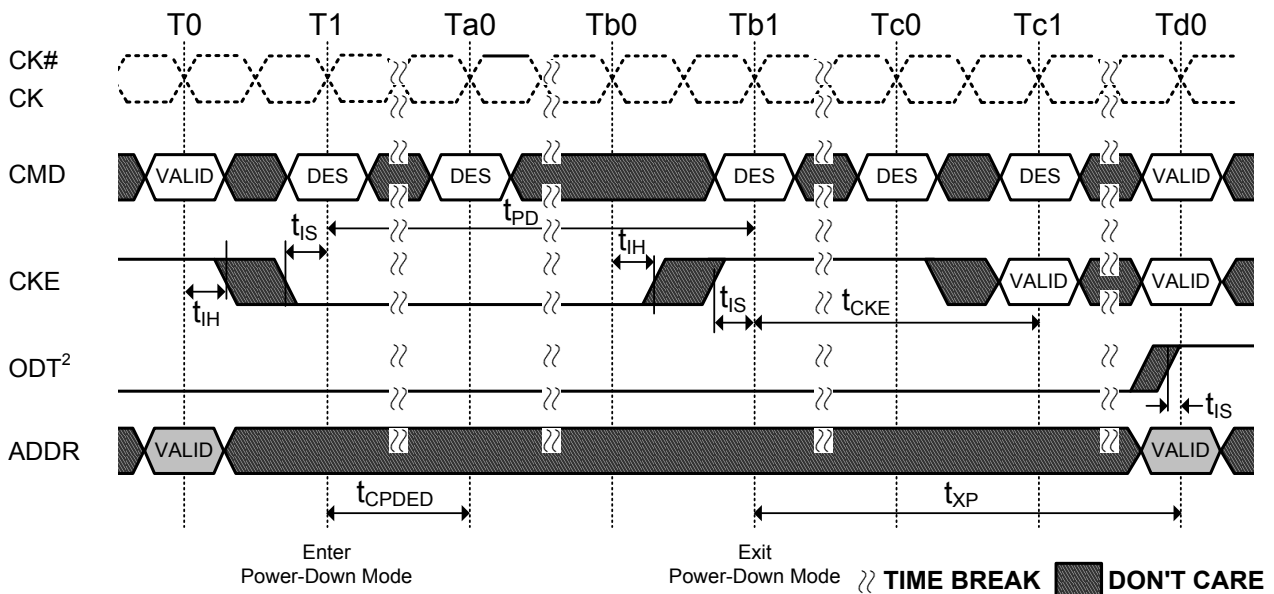 T0 T1 Ta0 Tb0 Tb1 Tc0 Tc1 Td0
CK#
CK
CMD VALID DES DES DES DES DES VALID
tPD
tIS tIH
CKE VALID VALID
tIH tIS tCKE
ODT²
tIS
ADDR VALID VALID
tCPDED tXP
Enter Exit
Power-Down Mode Power-Down Mode TIME BREAK DON'T CARE